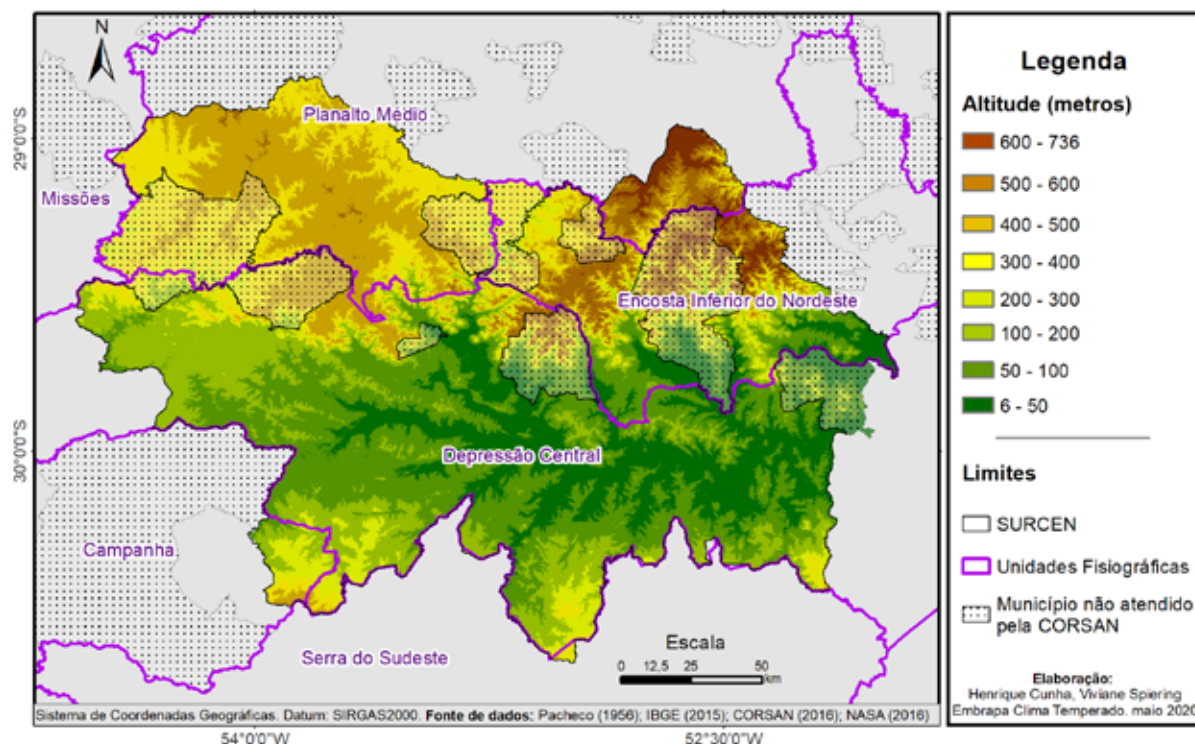 N
Planalto Médio
29°0'0"S
Missões
Encosta Inferior do Nordeste
30°0'0"S
Depressão Central
Campanha
Serra do Sudeste
Escala
0 12,5 25 50
km
Sistema de Coordenadas Geográficas. Datum: SIRGAS2000. Fonte de dados: Pacheco (1956); IBGE (2015); CORSAN (2016); NASA (2016)
54°0'0"W
52°30'0"W
Legenda
Altitude (metros)
600 - 736
500 - 600
400 - 500
300 - 400
200 - 300
100 - 200
50 - 100
6 - 50
Limites
SURCEN
Unidades Fisiográficas
Município não atendido
pela CORSAN
Elaboração:
Henrique Cunha, Viviane Spiering
Embrapa Clima Temperado. maio 2020